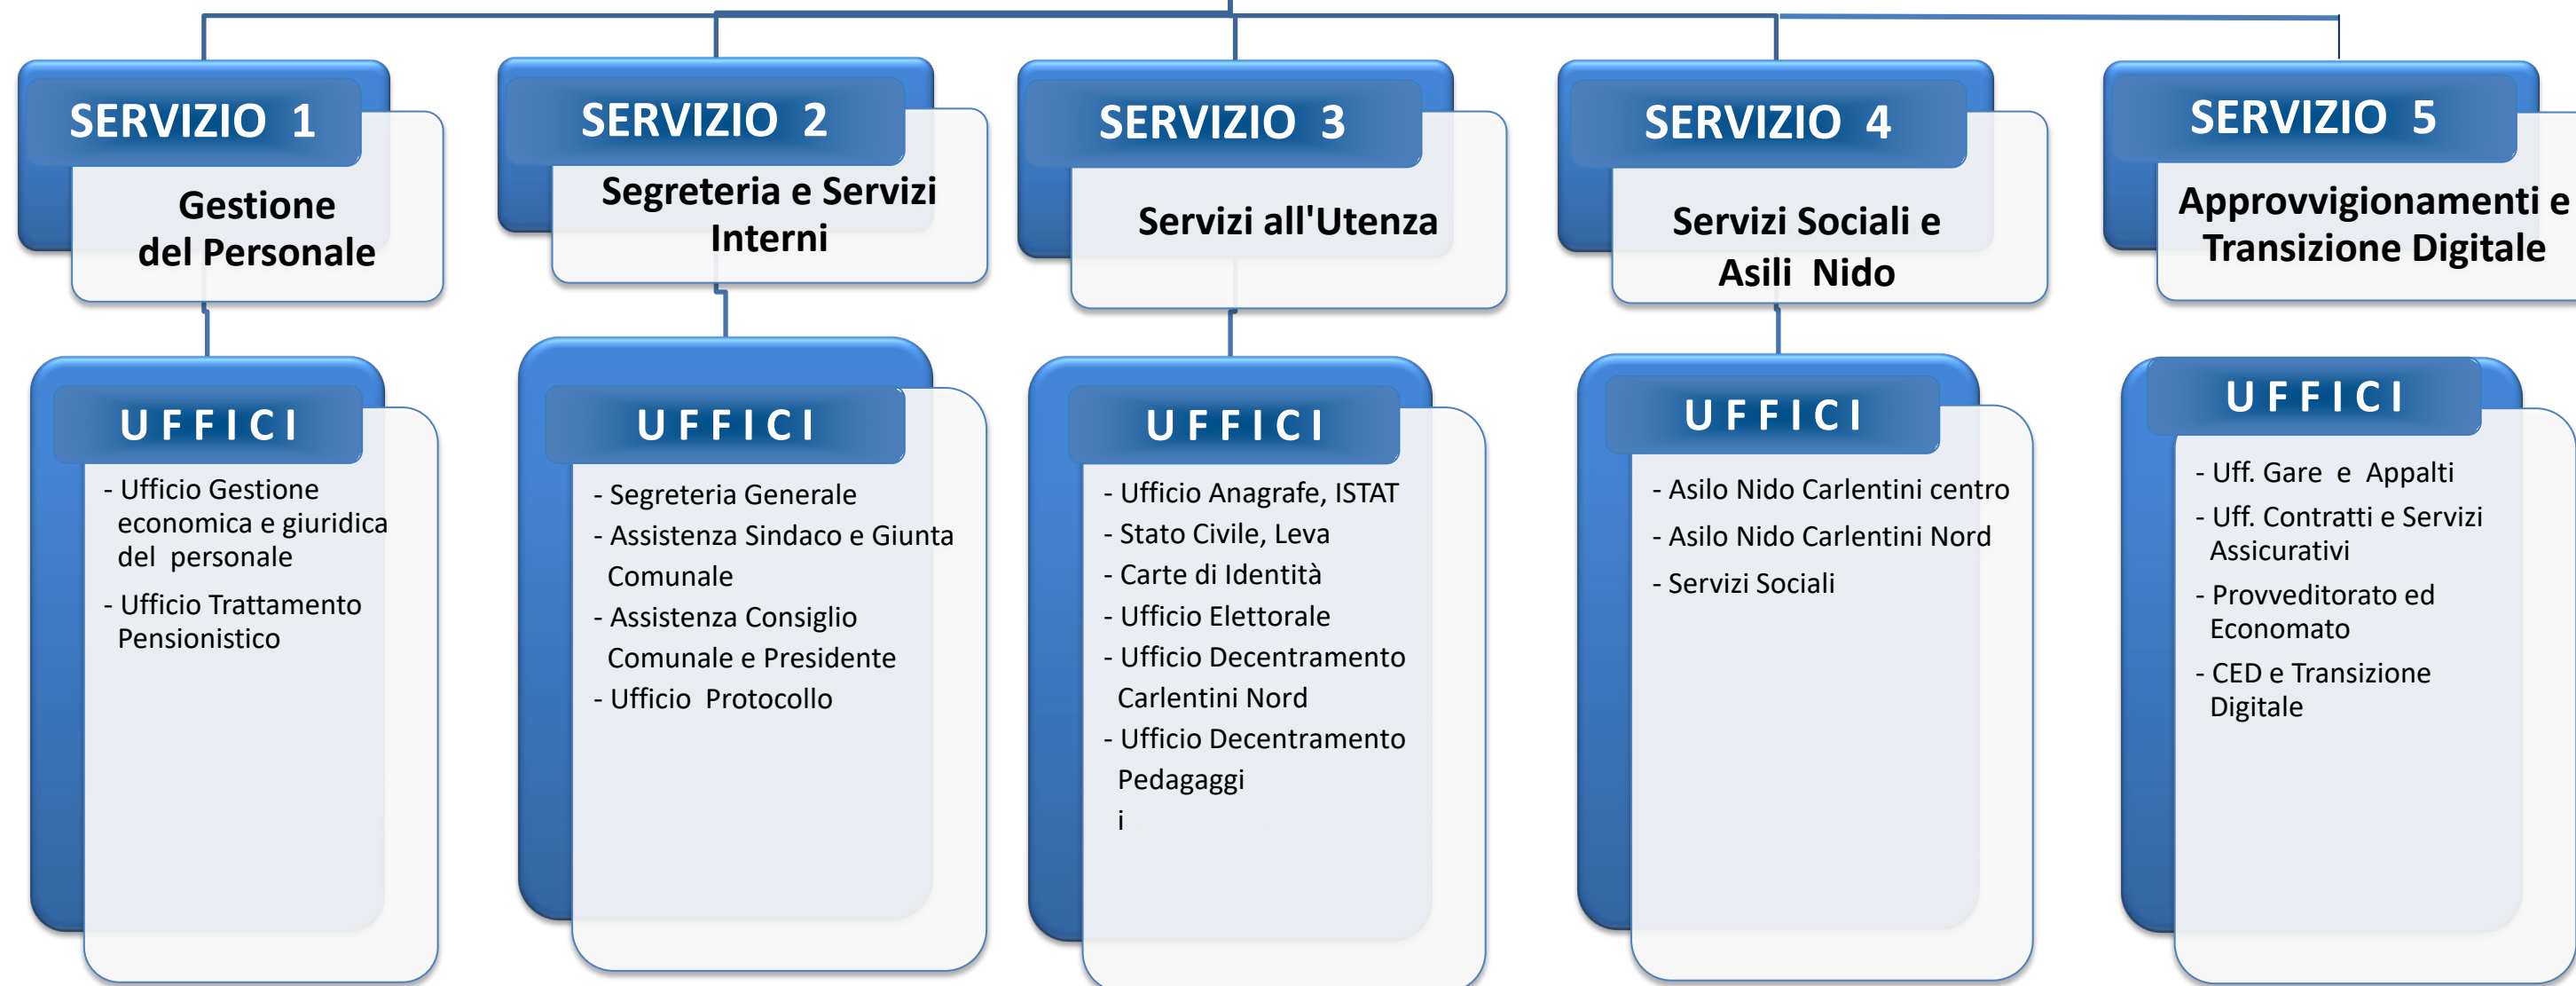 SERVIZIO 1
Gestione
del Personale
UFFICI
- Ufficio Gestione
economica e giuridica
del personale
- Ufficio Trattamento
Pensionistico
SERVIZIO 2
Segreteria e Servizi
Interni
UFFICI
- Segreteria Generale
- Assistenza Sindaco e Giunta
Comunale
- Assistenza Consiglio
Comunale e Presidente
- Ufficio Protocollo
SERVIZIO 3
Servizi all'Utenza
UFFICI
- Ufficio Anagrafe, ISTAT
- Stato Civile, Leva
- Carte di Identità
- Ufficio Elettorale
- Ufficio Decentramento
Carlentini Nord
- Ufficio Decentramento
Pedagaggi
i
SERVIZIO 4
Servizi Sociali e
Asili Nido
UFFICI
- Asilo Nido Carlentini centro
- Asilo Nido Carlentini Nord
- Servizi Sociali
SERVIZIO 5
Approvvigionamenti e
Transizione Digitale
UFFICI
- Uff. Gare e Appalti
- Uff. Contratti e Servizi
Assicurativi
- Provveditorato ed
Economato
- CED e Transizione
Digitale